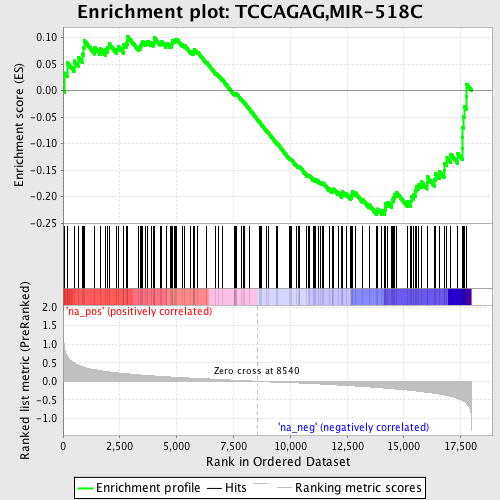 Enrichment plot: TCCAGAG,MIR-518C
Enrichment score (ES)
0.10
0.05
0.00
-0.05
-0.10
-0.15
-0.20
-0.25
'na_pos' (positively correlated)
Ranked list metric (PreRanked)
2.0
1.5
1.0
0.5
0.0
-0.5
-1.0
Zero cross at 8540
'na_neg' (negatively correlated)
0
2,500
5,000
7,500
10,000
12,500
15,000
17,500
Rank in Ordered Dataset
Enrichment profile
Hits
Ranking metric scores